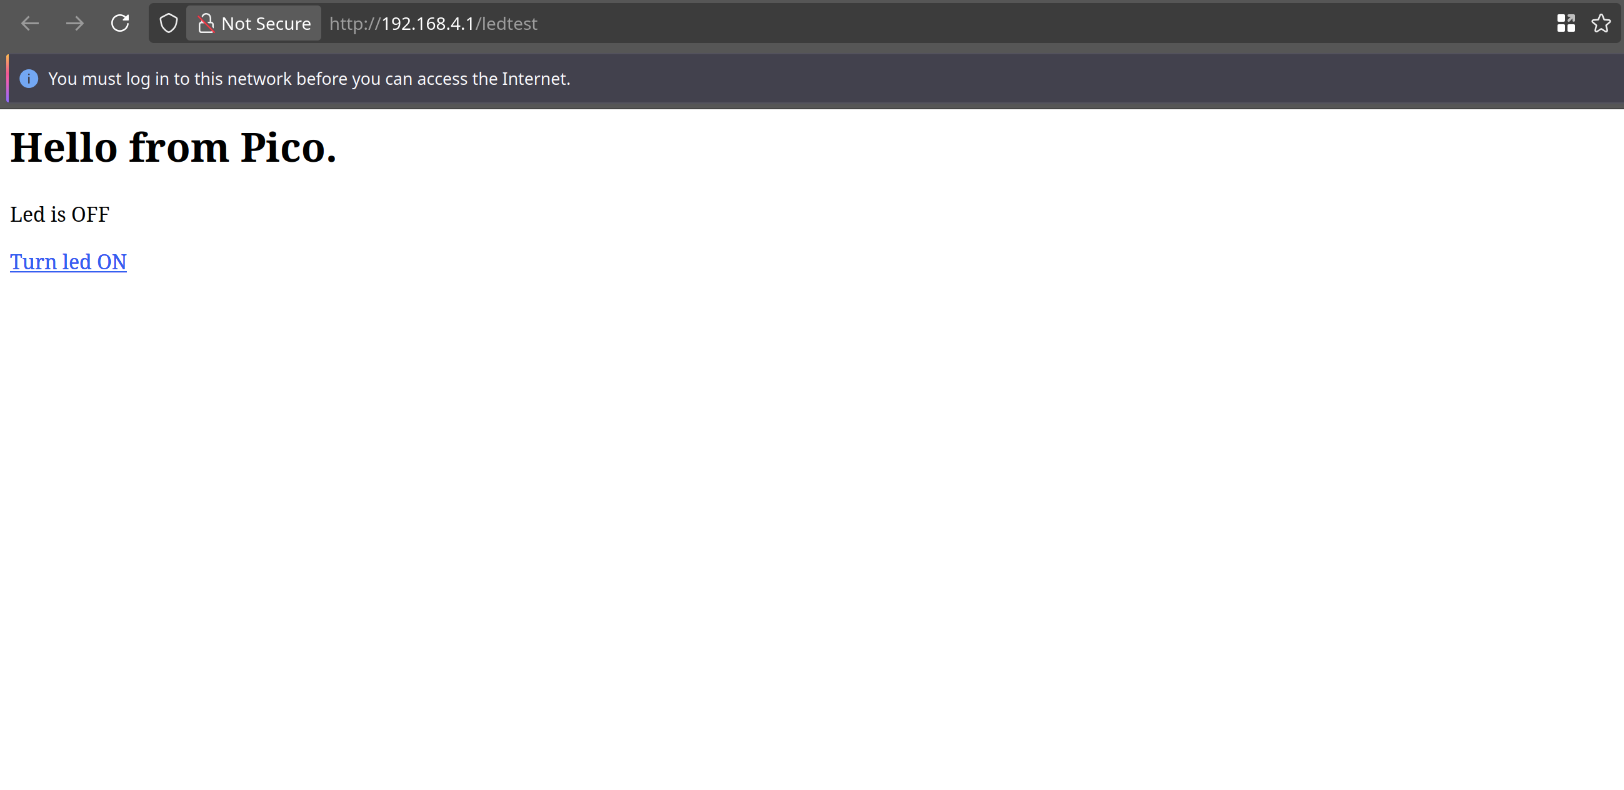 Not Secure http://192.168.4.1/ledtest
You must log in to this network before you can access the Internet.
Hello from Pico.
Led is OFF
Turn led ON